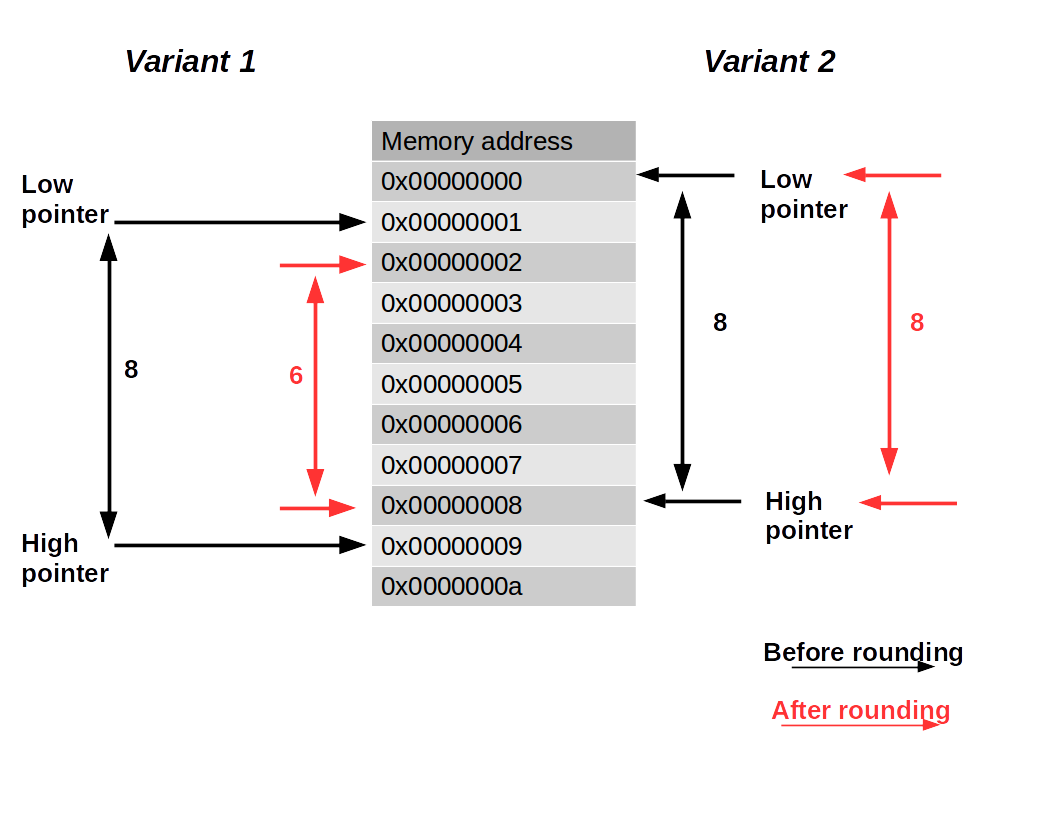 Variant 1
Variant 2
Memory address
0x00000000
0x00000001
0x00000002
0x00000003
0x00000004
0x00000005
0x00000006
0x00000007
0x00000008
0x00000009
0x0000000a
Low
pointer
8
6
High
pointer
Low
pointer
8
8
High
pointer
Before rounding
After rounding